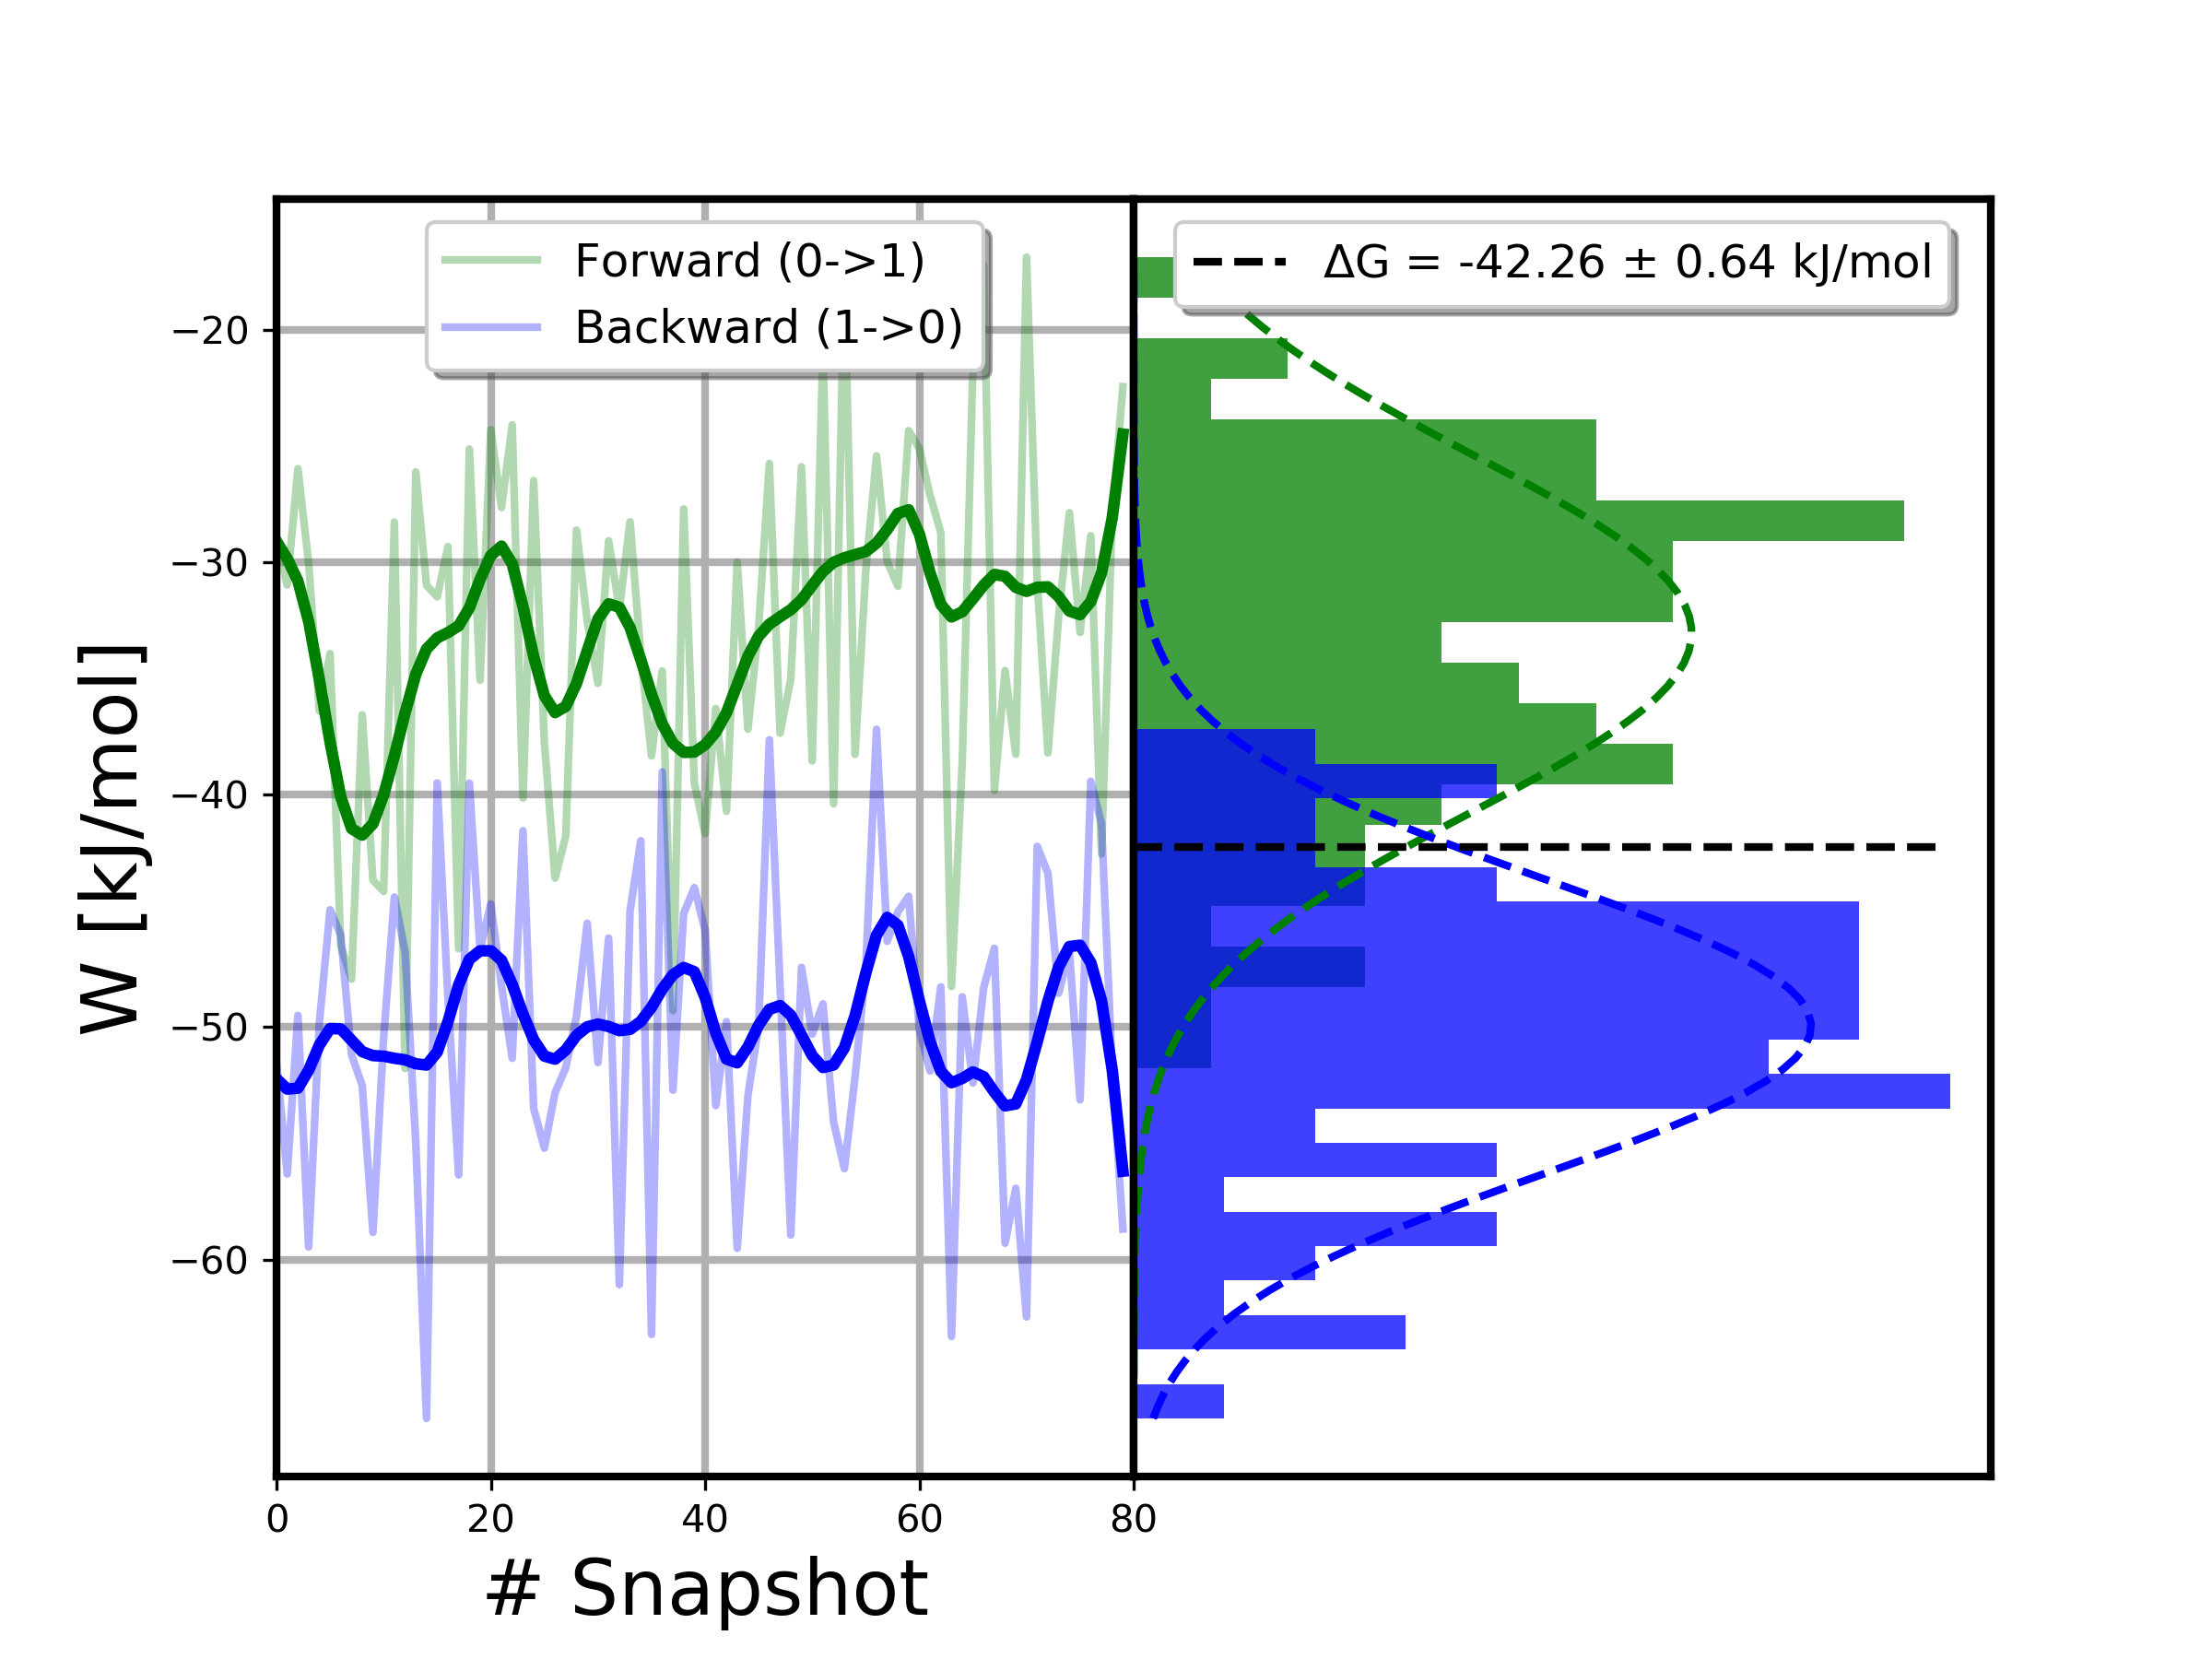 Forward (0->1)
Backward (1->0)
ΔG = -42.26 ± 0.64 kJ/mol
W [kJ/mol]
−20
−30
−40
−50
−60
0 20 40 60 80
# Snapshot